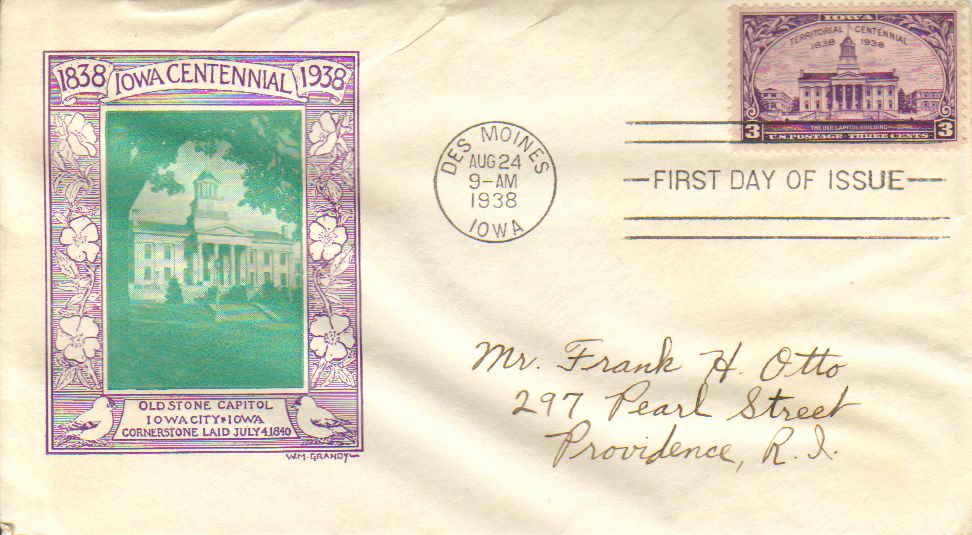 1838 IOWA CENTENNIAL 1938
OLD STONE CAPITOL
IOWA CITY IOWA
CORNERSTONE LAID JULY 4, 1840
WM. GRANDY
DES MOINES
AUG 24
9-AM
1938
IOWA
IOWA
TERRITORIAL CENTENNIAL
1838 1938
THE OLD CAPITOL BUILDING
3 U.S. POSTAGE THREE CENTS 3
FIRST DAY OF ISSUE
Mr. Frank H. Otto
297 Pearl Street
Providence, R.I.